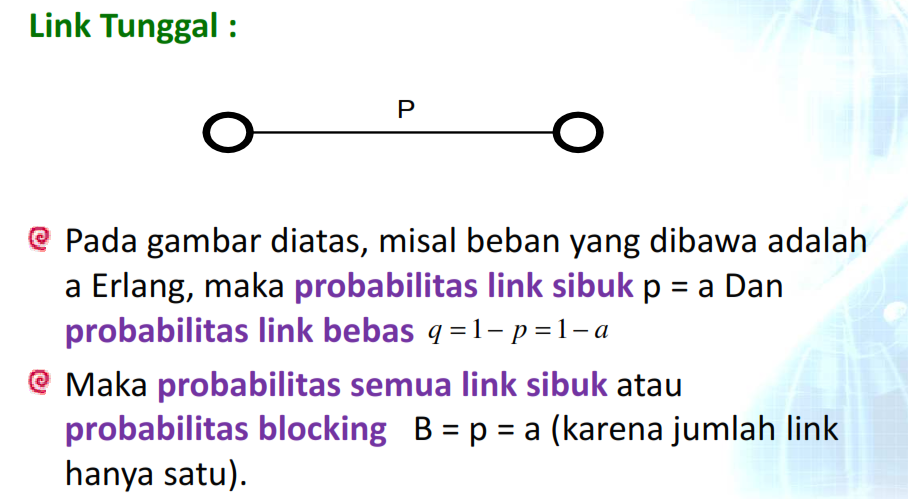 Link Tunggal :
P
Pada gambar diatas, misal beban yang dibawa adalah
a Erlang, maka probabilitas link sibuk p = a Dan
probabilitas link bebas q = 1 − p = 1 − a
Maka probabilitas semua link sibuk atau
probabilitas blocking B = p = a (karena jumlah link
hanya satu).